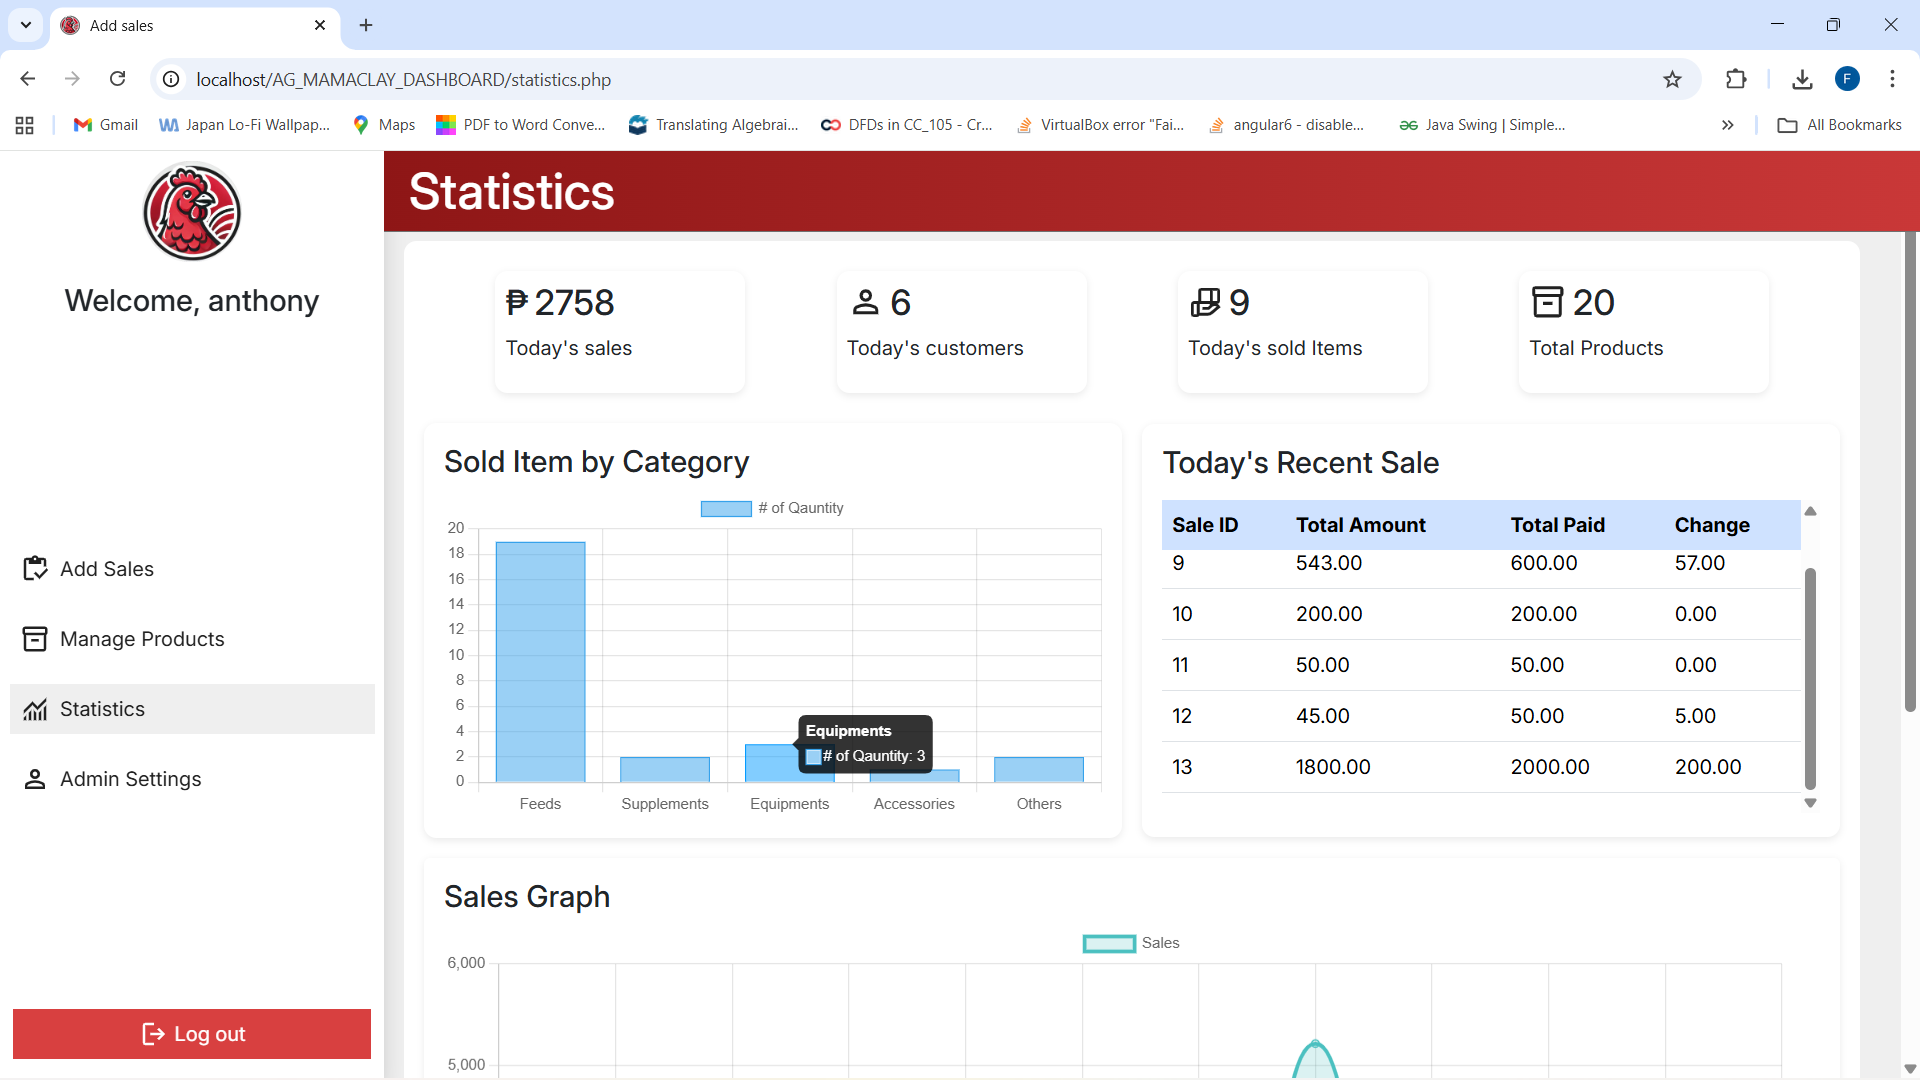 Add sales
localhost/AG_MAMACLAY_DASHBOARD/statistics.php
F
Gmail
Japan Lo-Fi Wallpap...
Maps
PDF to Word Conve...
Translating Algebrai...
DFDs in CC_105 - Cr...
VirtualBox error "Fai...
angular6 - disable...
Java Swing | Simple...
All Bookmarks
Welcome, anthony
Add Sales
Manage Products
Statistics
Admin Settings
Log out
Statistics
₱ 2758
Today's sales
6
Today's customers
9
Today's sold Items
20
Total Products
Sold Item by Category
# of Qauntity
20
18
16
14
12
10
8
6
4
2
0
Equipments
# of Qauntity: 3
Feeds Supplements Equipments Accessories Others
Today's Recent Sale
Sale ID Total Amount Total Paid Change
9 543.00 600.00 57.00
10 200.00 200.00 0.00
11 50.00 50.00 0.00
12 45.00 50.00 5.00
13 1800.00 2000.00 200.00
Sales Graph
Sales
6,000
5,000